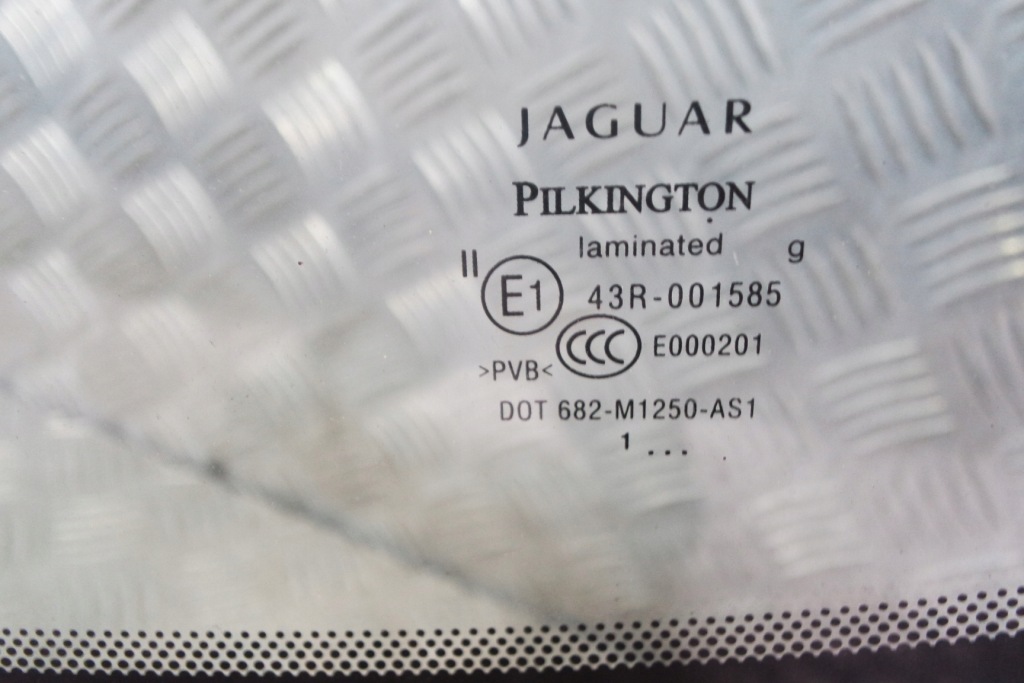 JAGUAR
PILKINGTON
laminated g
II E1 43R-001585
CCC E000201
>PVB<
DOT 682-M1250-AS1
1 ...